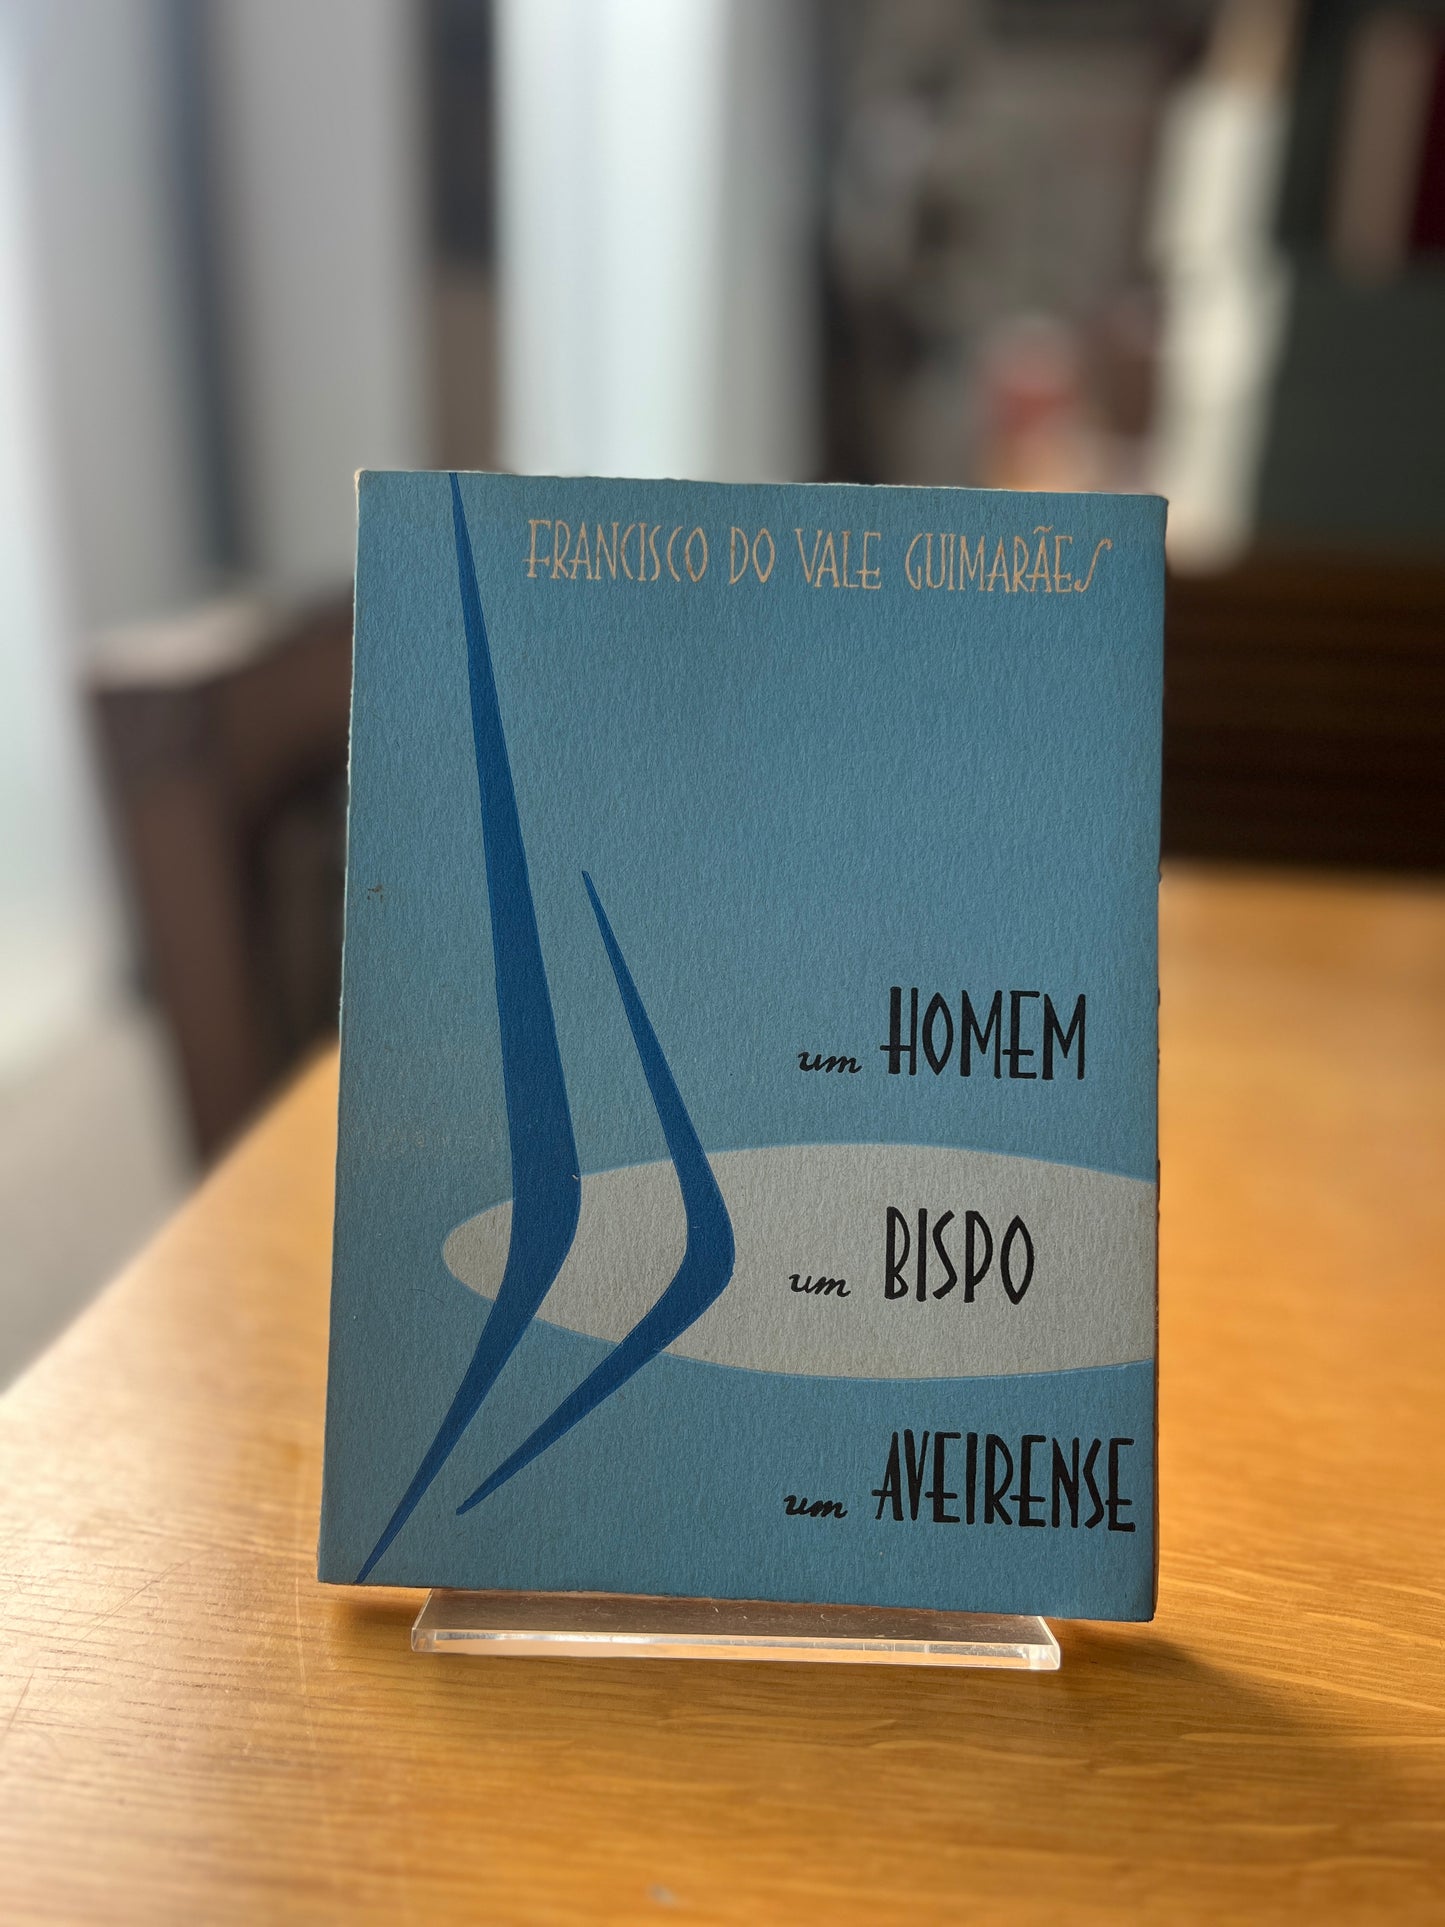 FRANCISCO DO VALE GUIMARÃES
um HOMEM
um BISPO
um AVEIRENSE